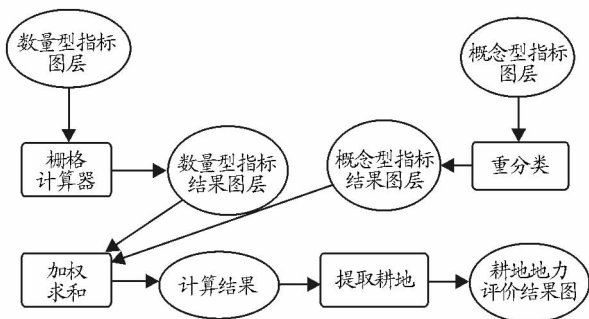 数量型指标
图层
概念型指标
图层
栅格
计算器
数量型指标
结果图层
概念型指标
结果图层
重分类
加权
求和
计算结果
提取耕地
耕地地力
评价结果图